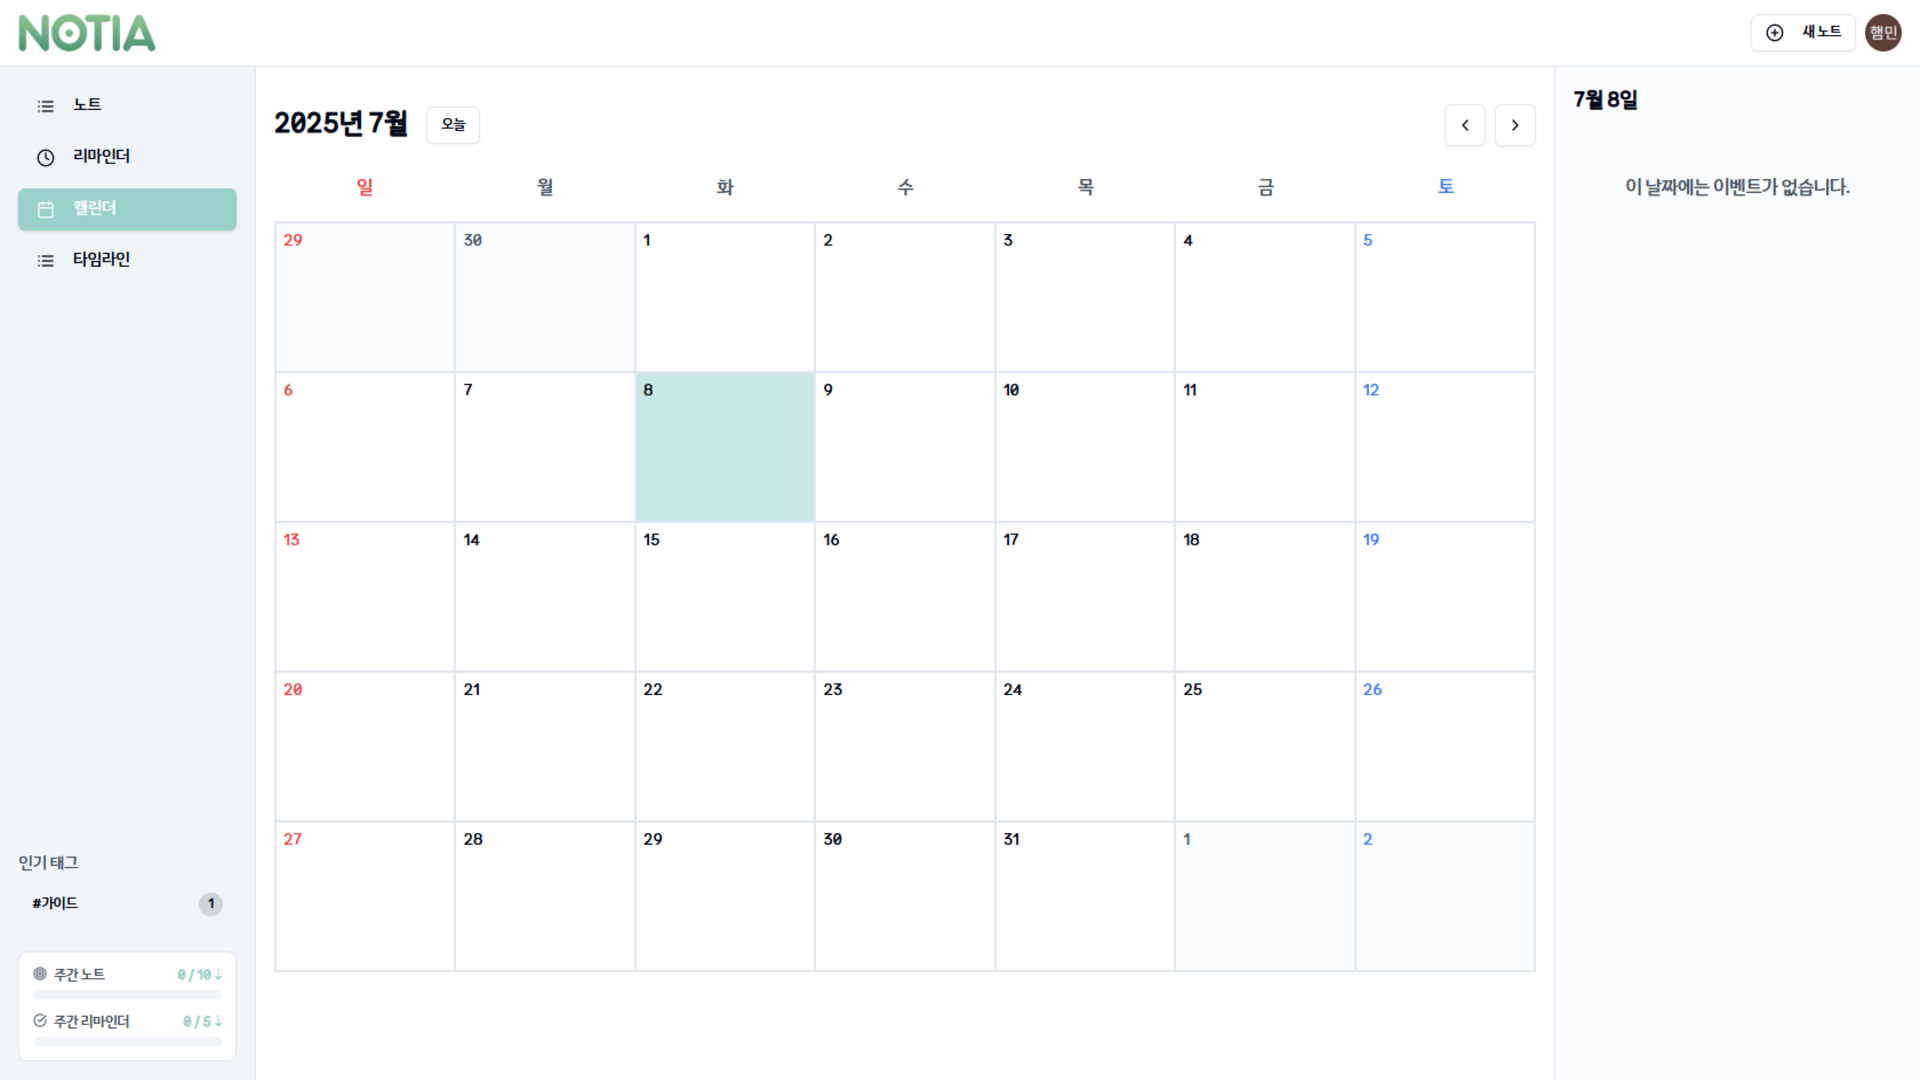 NOTIA
새 노트
햄민
노트
리마인더
캘린더
타임라인
인기 태그
#가이드
1
주간 노트
0 / 10
주간 리마인더
0 / 5
2025년 7월
오늘
일 월 화 수 목 금 토
29 30 1 2 3 4 5
6 7 8 9 10 11 12
13 14 15 16 17 18 19
20 21 22 23 24 25 26
27 28 29 30 31 1 2
7월 8일
이 날짜에는 이벤트가 없습니다.